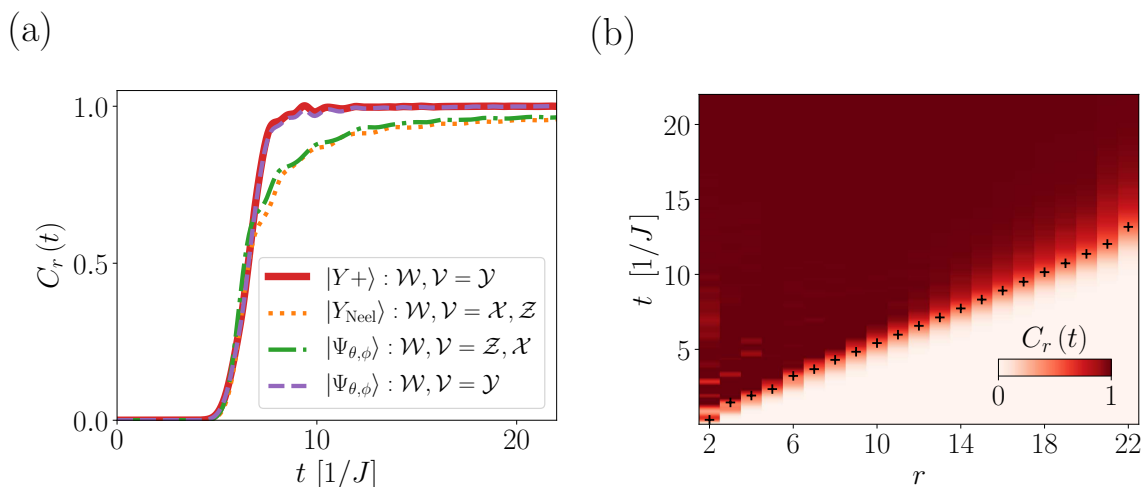 (a)
1.0
0.5
0.0
C_r(t)
0
10
20
t [1/J]
|Y+⟩ : 𝒲, 𝒱 = 𝒴
|Y_Neel⟩ : 𝒲, 𝒱 = 𝒳, 𝒵
|Ψ_θ,ϕ⟩ : 𝒲, 𝒱 = 𝒵, 𝒳
|Ψ_θ,ϕ⟩ : 𝒲, 𝒱 = 𝒴
(b)
20
15
10
5
t [1/J]
C_r(t)
0 1
2 6 10 14 18 22
r